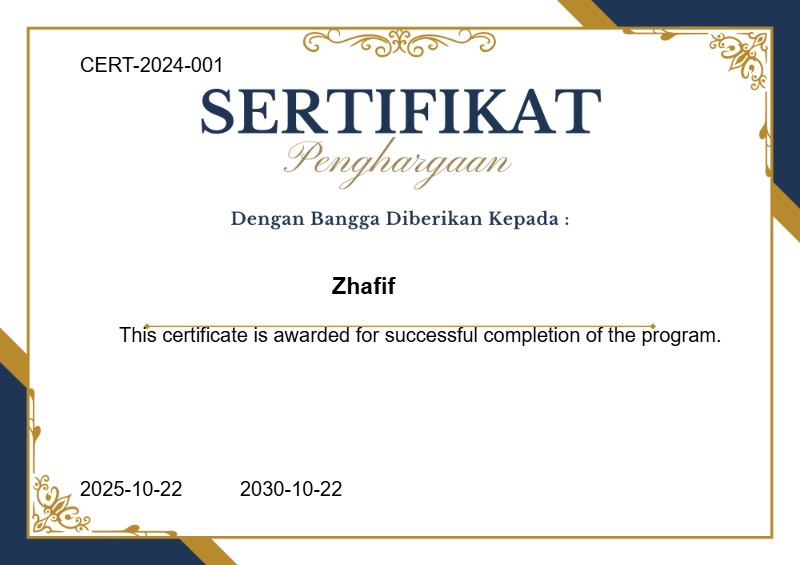 CERT-2024-001
SERTIFIKAT
Penghargaan
Dengan Bangga Diberikan Kepada :
Zhafif
This certificate is awarded for successful completion of the program.
2025-10-22 2030-10-22